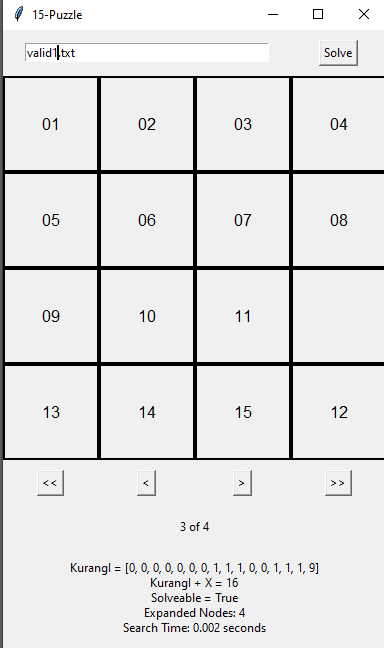 15-Puzzle
valid1.txt Solve
01 02 03 04
05 06 07 08
09 10 11
13 14 15 12
<< < > >>
3 of 4
KurangI = [0, 0, 0, 0, 0, 0, 0, 1, 1, 1, 0, 0, 1, 1, 1, 9]
KurangI + X = 16
Solveable = True
Expanded Nodes: 4
Search Time: 0.002 seconds